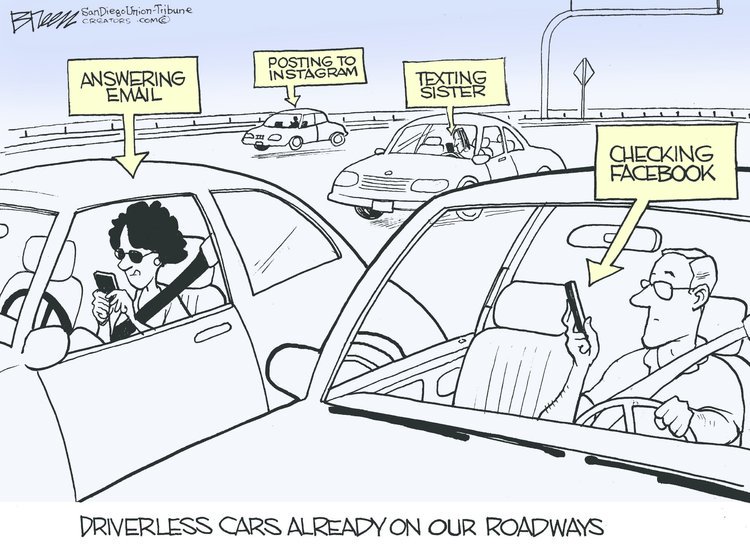 BREEN
SanDiegoUnion-Tribune
CREATORS.COM©
ANSWERING
EMAIL
POSTING TO
INSTAGRAM
TEXTING
SISTER
CHECKING
FACEBOOK
DRIVERLESS CARS ALREADY ON OUR ROADWAYS